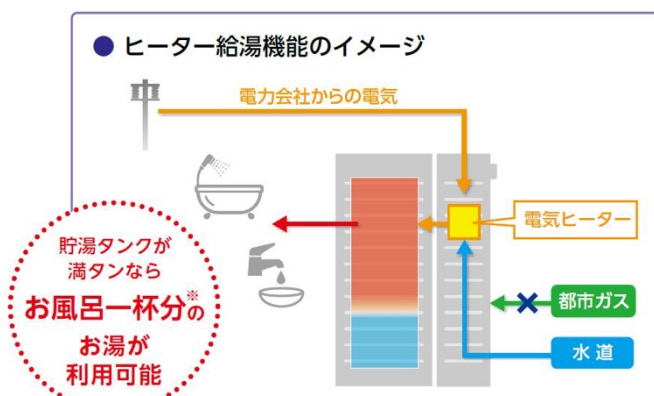 ● ヒーター給湯機能のイメージ
電力会社からの電気
電気ヒーター
貯湯タンクが
満タンなら
お風呂一杯分※の
お湯が
利用可能
都市ガス
水道